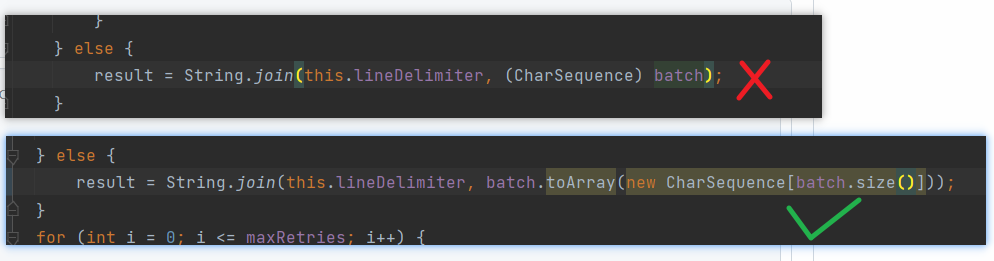 }
} else {
result = String.join(this.lineDelimiter, (CharSequence) batch);
}
} else {
result = String.join(this.lineDelimiter, batch.toArray(new CharSequence[batch.size()]));
}
for (int i = 0; i <= maxRetries; i++) {